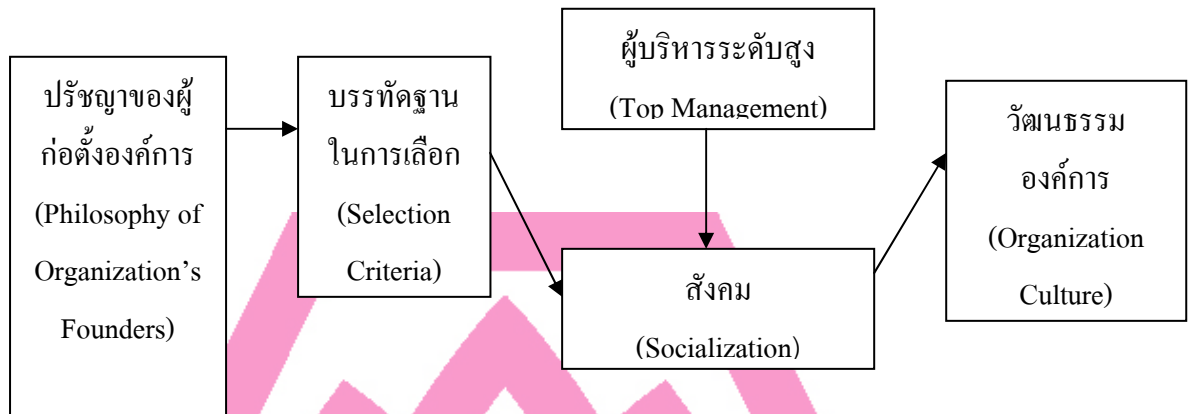 ปรัชญาของผู้
ก่อตั้งองค์การ
(Philosophy of
Organization’s
Founders)
บรรทัดฐาน
ในการเลือก
(Selection
Criteria)
ผู้บริหารระดับสูง
(Top Management)
สังคม
(Socialization)
วัฒนธรรม
องค์การ
(Organization
Culture)